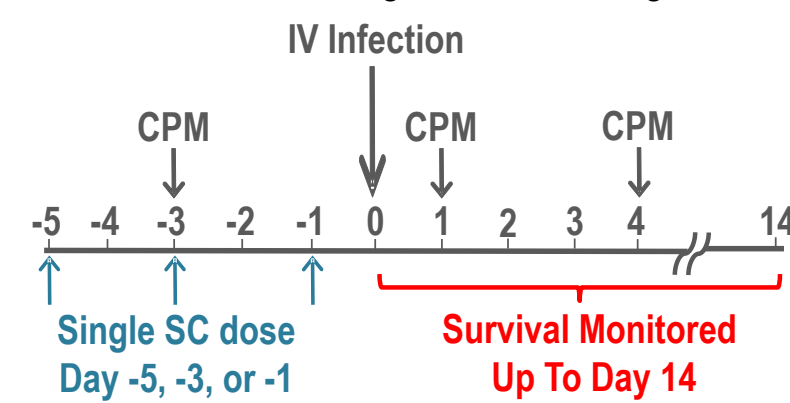 IV Infection
CPM CPM CPM
-5 -4 -3 -2 -1 0 1 2 3 4 14
Single SC dose
Day -5, -3, or -1
Survival Monitored
Up To Day 14